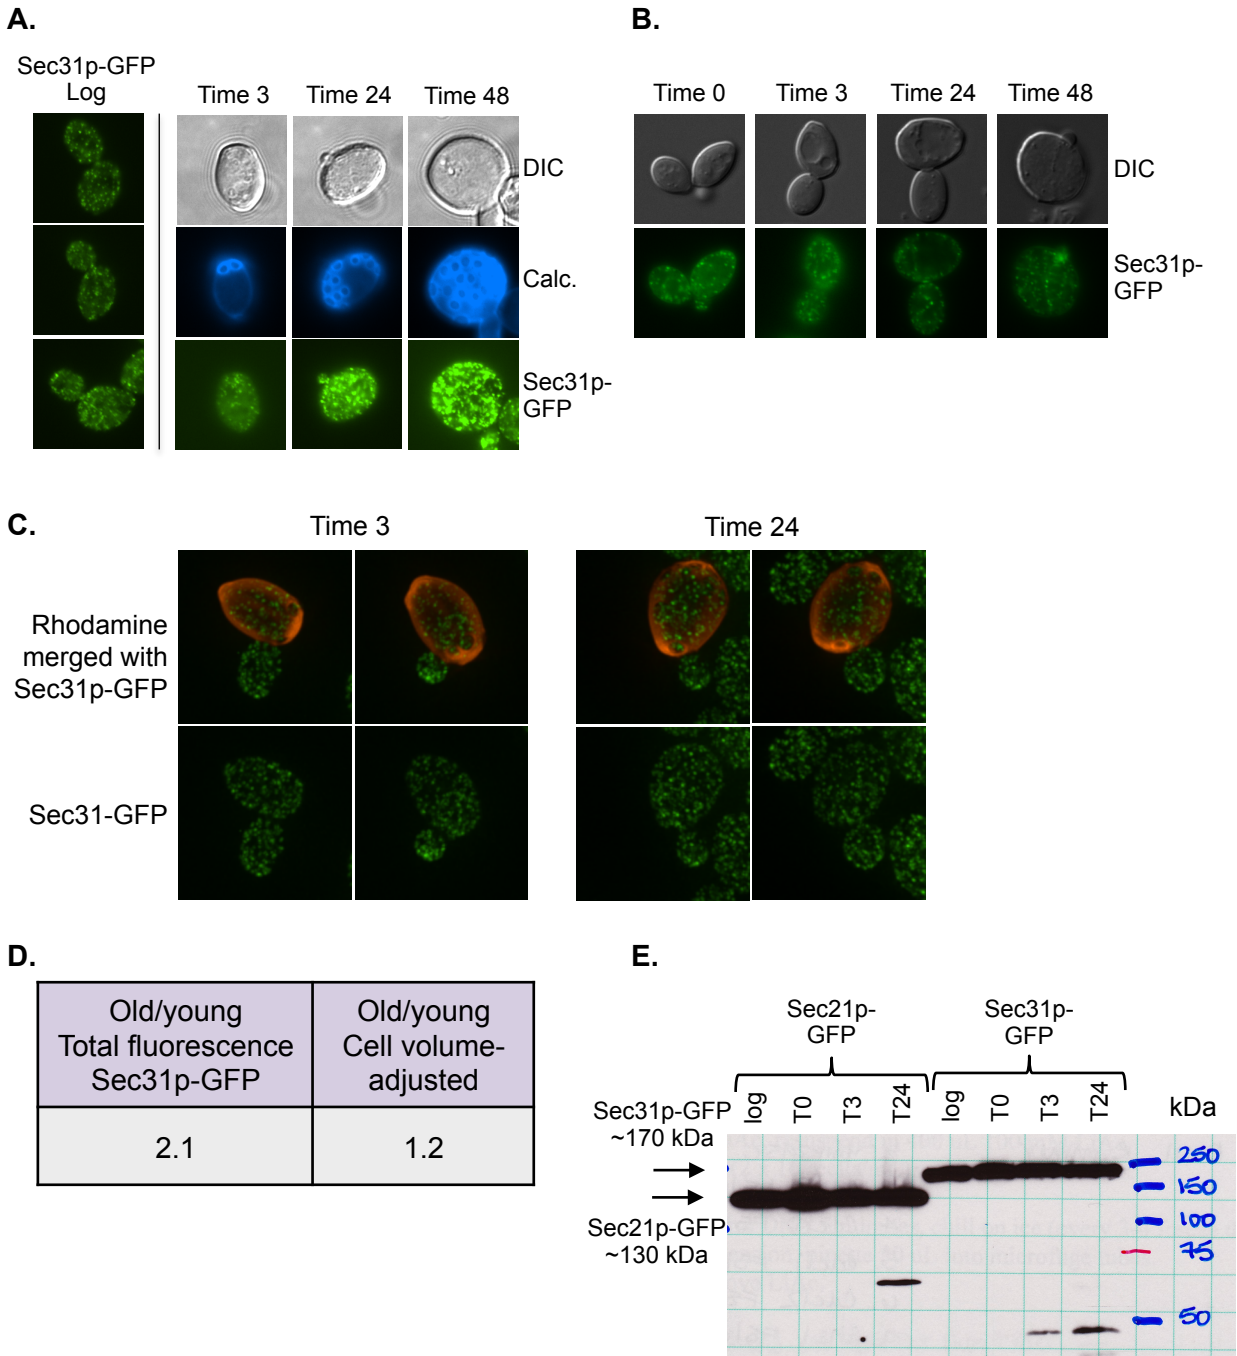 A.
Sec31p-GFP
Log
Time 3
Time 24
Time 48
DIC
Calc.
Sec31p-
GFP
B.
Time 0
Time 3
Time 24
Time 48
DIC
Sec31p-
GFP
C.
Time 3
Time 24
Rhodamine
merged with
Sec31p-GFP
Sec31-GFP
D.
Old/young
Total fluorescence
Sec31p-GFP
Old/young
Cell volume-
adjusted
2.1
1.2
E.
Sec21p-
GFP
Sec31p-
GFP
log
T0
T3
T24
log
T0
T3
T24
kDa
Sec31p-GFP
~170 kDa
Sec21p-GFP
~130 kDa
250
150
100
75
50